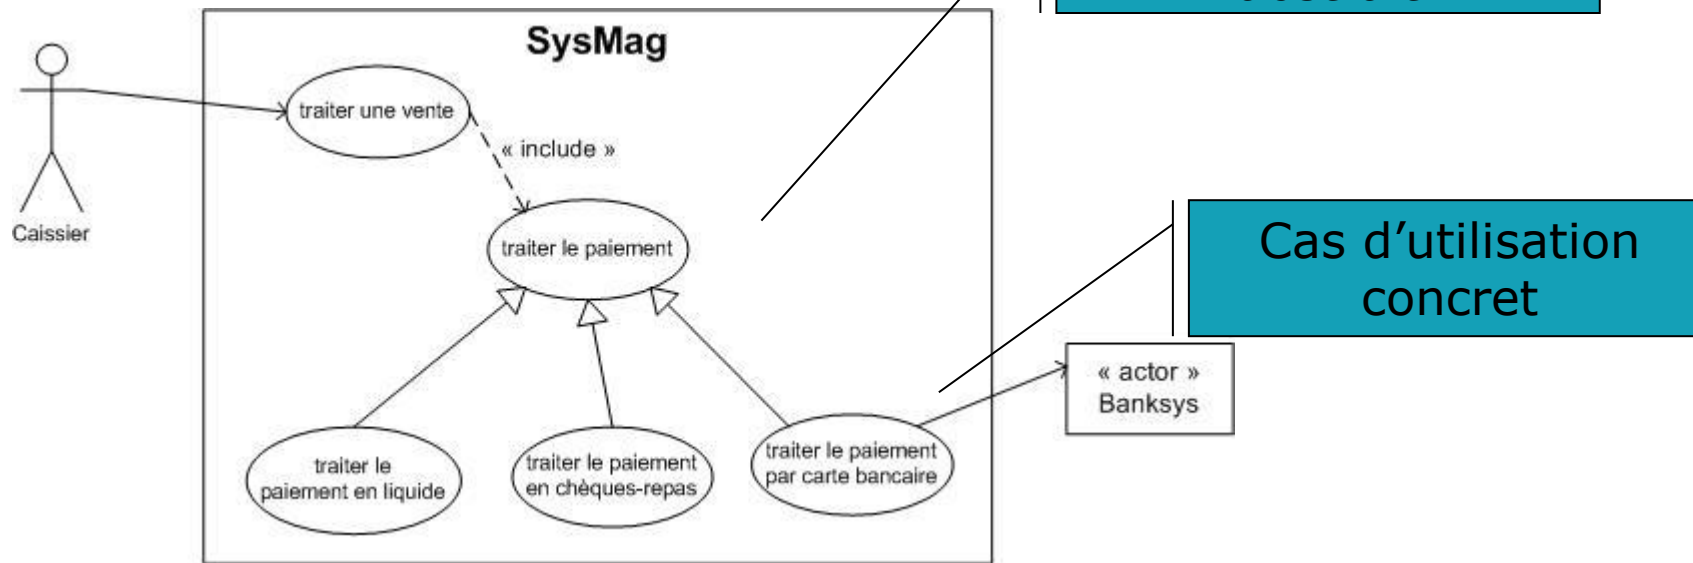 SysMag
traiter une vente
« include »
Caissier
traiter le paiement
Cas d’utilisation
concret
« actor »
Banksys
traiter le
paiement en liquide
traiter le paiement
en chèques-repas
traiter le paiement
par carte bancaire